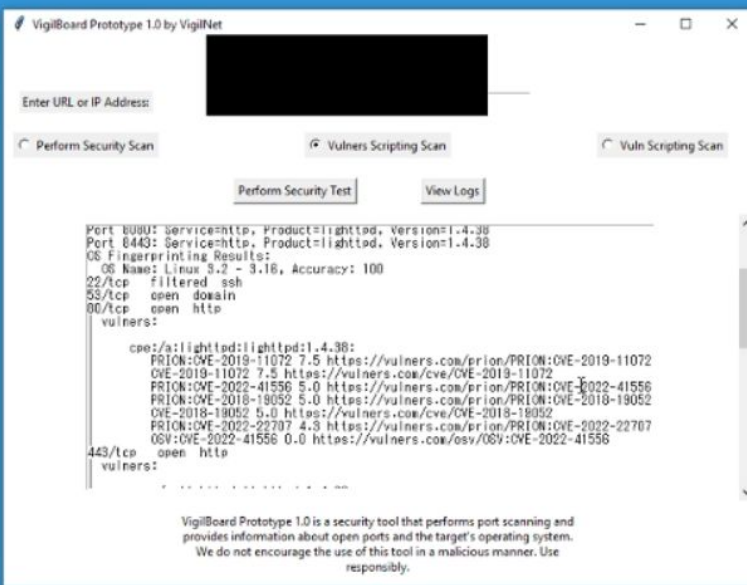 VigilBoard Prototype 1.0 by VigilNet
Enter URL or IP Address:
Perform Security Scan
Vulners Scripting Scan
Vuln Scripting Scan
Perform Security Test
View Logs
Port 8080: Service=http, Product=lighttpd, Version=1.4.38
Port 8443: Service=http, Product=lighttpd, Version=1.4.38
OS Fingerprinting Results:
OS Name: Linux 3.2 - 3.16, Accuracy: 100
22/tcp filtered ssh
53/tcp open domain
80/tcp open http
| vulners:
|
| cpe:/a:lighttpd:lighttpd:1.4.38:
| PRION:CVE-2019-11072 7.5 https://vulners.com/prion/PRION:CVE-2019-11072
| CVE-2019-11072 7.5 https://vulners.com/cve/CVE-2019-11072
| PRION:CVE-2022-41556 5.0 https://vulners.com/prion/PRION:CVE-2022-41556
| PRION:CVE-2018-19052 5.0 https://vulners.com/prion/PRION:CVE-2018-19052
| CVE-2018-19052 5.0 https://vulners.com/cve/CVE-2018-19052
| PRION:CVE-2022-22707 4.3 https://vulners.com/prion/PRION:CVE-2022-22707
| OSV:CVE-2022-41556 0.0 https://vulners.com/osv/OSV:CVE-2022-41556
443/tcp open http
| vulners:
|
VigilBoard Prototype 1.0 is a security tool that performs port scanning and
provides information about open ports and the target's operating system.
We do not encourage the use of this tool in a malicious manner. Use
responsibly.